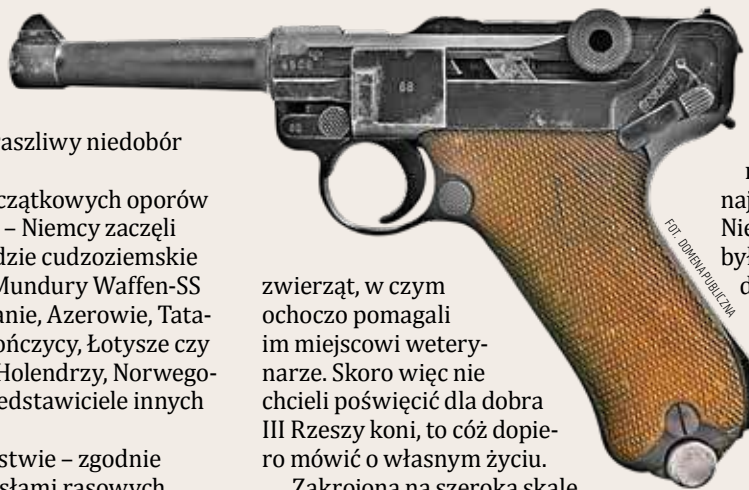 raszliwy niedobór
czątkowych oporów
– Niemcy zaczęli
dzie cudzoziemskie
Mundury Waffen-SS
anie, Azerowie, Tata-
ończycy, Łotysze czy
Holendrzy, Norwego-
edstawiciele innych
stwie – zgodnie
słami rasowych
zwierząt, w czym
ochoczo pomagali
im miejscowi wetery-
narze. Skoro więc nie
chcieli poświęcić dla dobra
III Rzeszy koni, to cóż dopie-
ro mówić o własnym życiu.
Zakrojona na szeroką skalę
naj
Nie
był
d
FOT. DOMENA PUBLICZNA
68